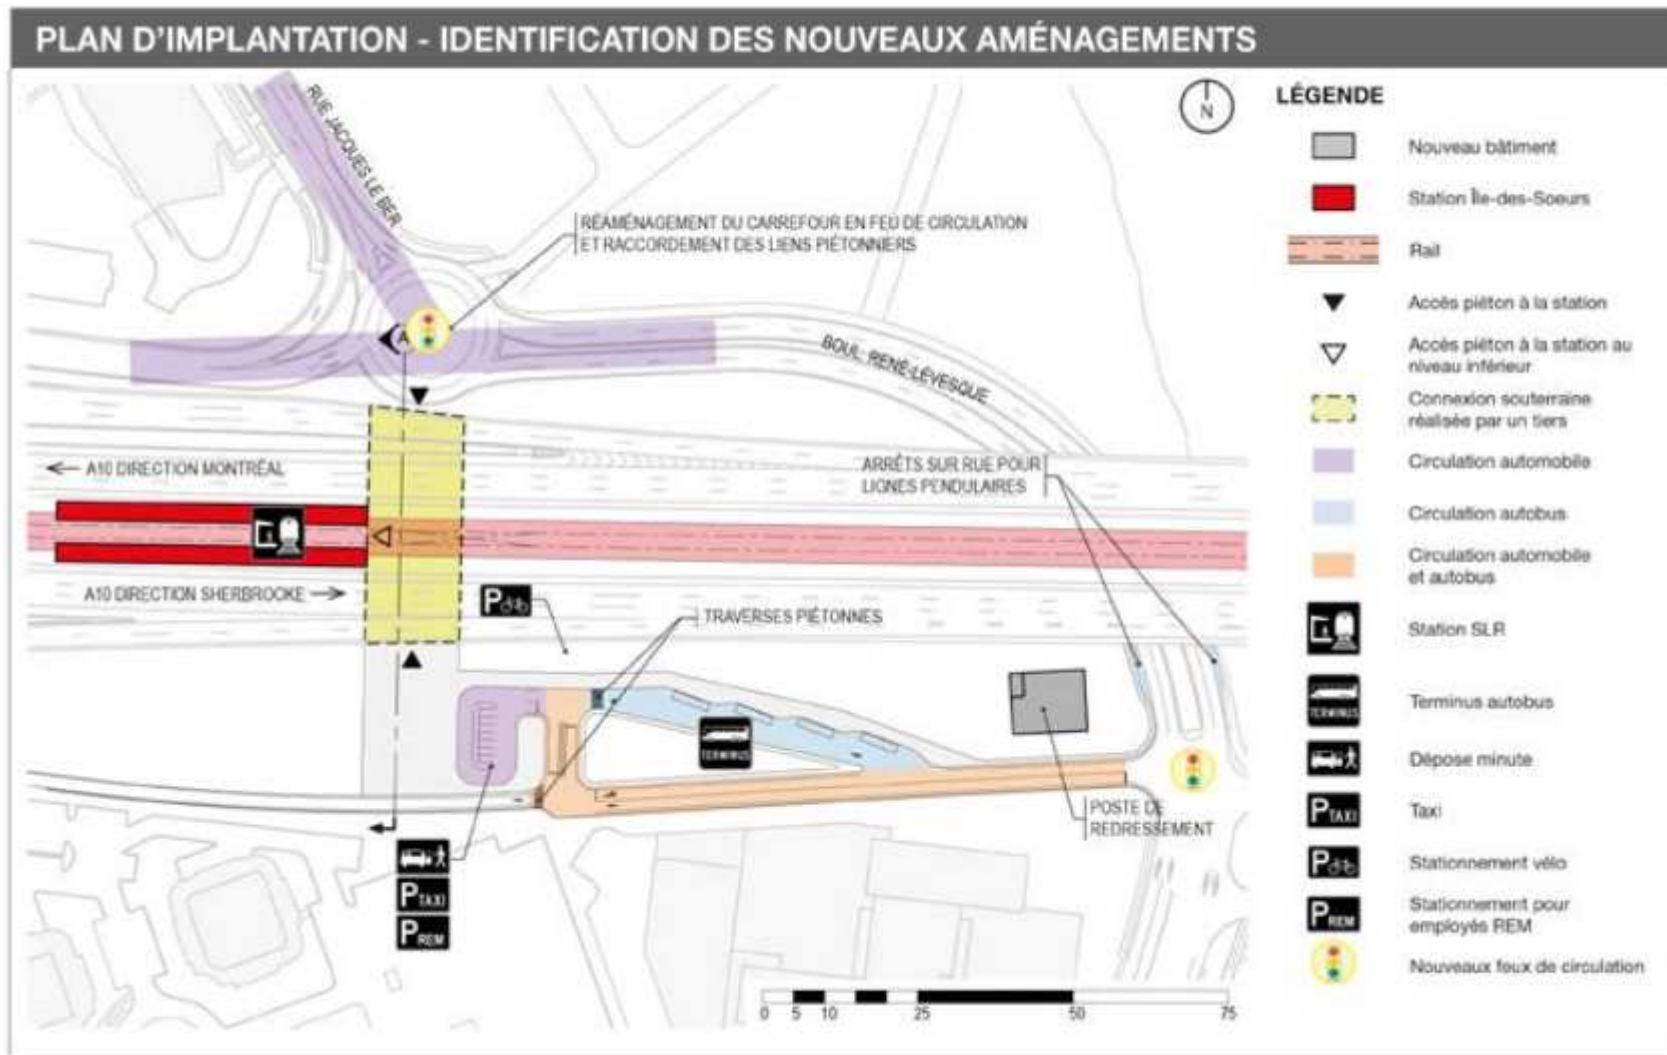 PLAN D'IMPLANTATION - IDENTIFICATION DES NOUVEAUX AMÉNAGEMENTS
RUE JACQUES LE BER
N
RÉAMÉNAGEMENT DU CARREFOUR EN FEU DE CIRCULATION
ET RACCORDEMENT DES LIENS PIÉTONNIERS
A
BOUL. RENÉ-LÉVESQUE
A10 DIRECTION MONTRÉAL
ARRÊTS SUR RUE POUR
LIGNES PENDULAIRES
A10 DIRECTION SHERBROOKE
P
TRAVERSES PIÉTONNES
TERMINUS
POSTE DE
REDRESSEMENT
P TAXI
P REM
0 5 10 25 50 75
LÉGENDE
Nouveau bâtiment
Station Île-des-Soeurs
Rail
Accès piéton à la station
Accès piéton à la station au
niveau inférieur
Connexion souterraine
réalisée par un tiers
Circulation automobile
Circulation autobus
Circulation automobile
et autobus
Station SLR
TERMINUS
Terminus autobus
Dépose minute
P TAXI
Taxi
P
Stationnement vélo
P REM
Stationnement pour
employés REM
Nouveaux feux de circulation